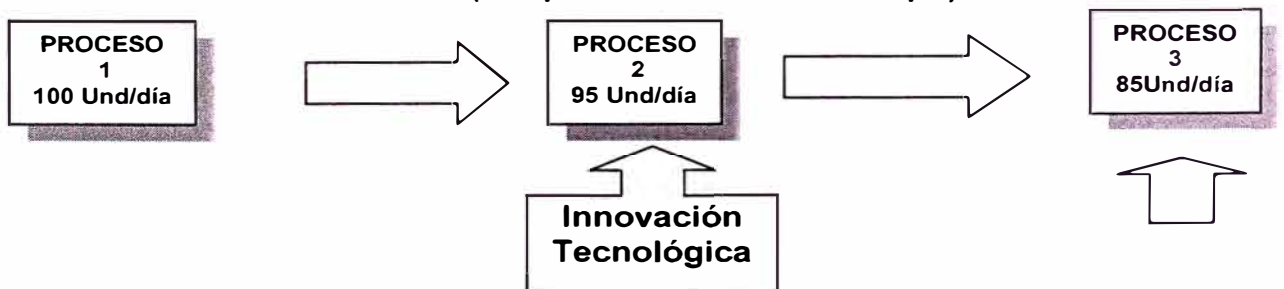 PROCESO
1
100 Und/día
PROCESO
2
95 Und/día
PROCESO
3
85Und/día
Innovación
Tecnológica